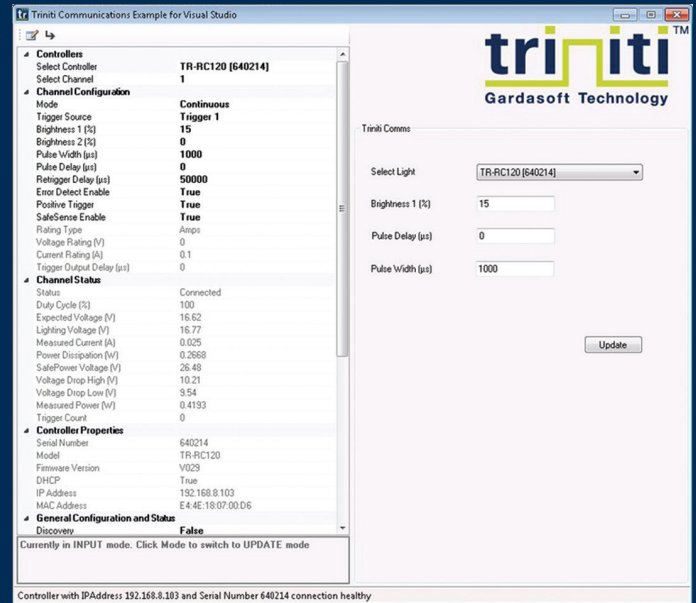 Triniti Communications Example for Visual Studio
Controllers
Select Controller TR-RC120 [640214]
Select Channel 1
Channel Configuration
Mode Continuous
Trigger Source Trigger 1
Brightness 1 (%) 15
Brightness 2 (%) 0
Pulse Width (µs) 1000
Pulse Delay (µs) 0
Retrigger Delay (µs) 50000
Error Detect Enable True
Positive Trigger True
SafeSense Enable True
Rating Type Amps
Voltage Rating (V) 0
Current Rating (A) 0.1
Trigger Output Delay (µs) 0
Channel Status
Status Connected
Duty Cycle (%) 100
Expected Voltage (V) 16.62
Lighting Voltage (V) 16.77
Measured Current (A) 0.025
Power Dissipation (W) 0.2668
SafePower Voltage (V) 26.48
Voltage Drop High (V) 10.21
Voltage Drop Low (V) 9.54
Measured Power (W) 0.4193
Trigger Count 0
Controller Properties
Serial Number 640214
Model TR-RC120
Firmware Version V029
DHCP True
IP Address 192.168.8.103
MAC Address E4:4E:18:07:00:D6
General Configuration and Status
Discovery False
Currently in INPUT mode. Click Mode to switch to UPDATE mode
triniti TM
Gardasoft Technology
Triniti Comms
Select Light TR-RC120 [640214]
Brightness 1 (%) 15
Pulse Delay (µs) 0
Pulse Width (µs) 1000
Update
Controller with IPAddress 192.168.8.103 and Serial Number 640214 connection healthy